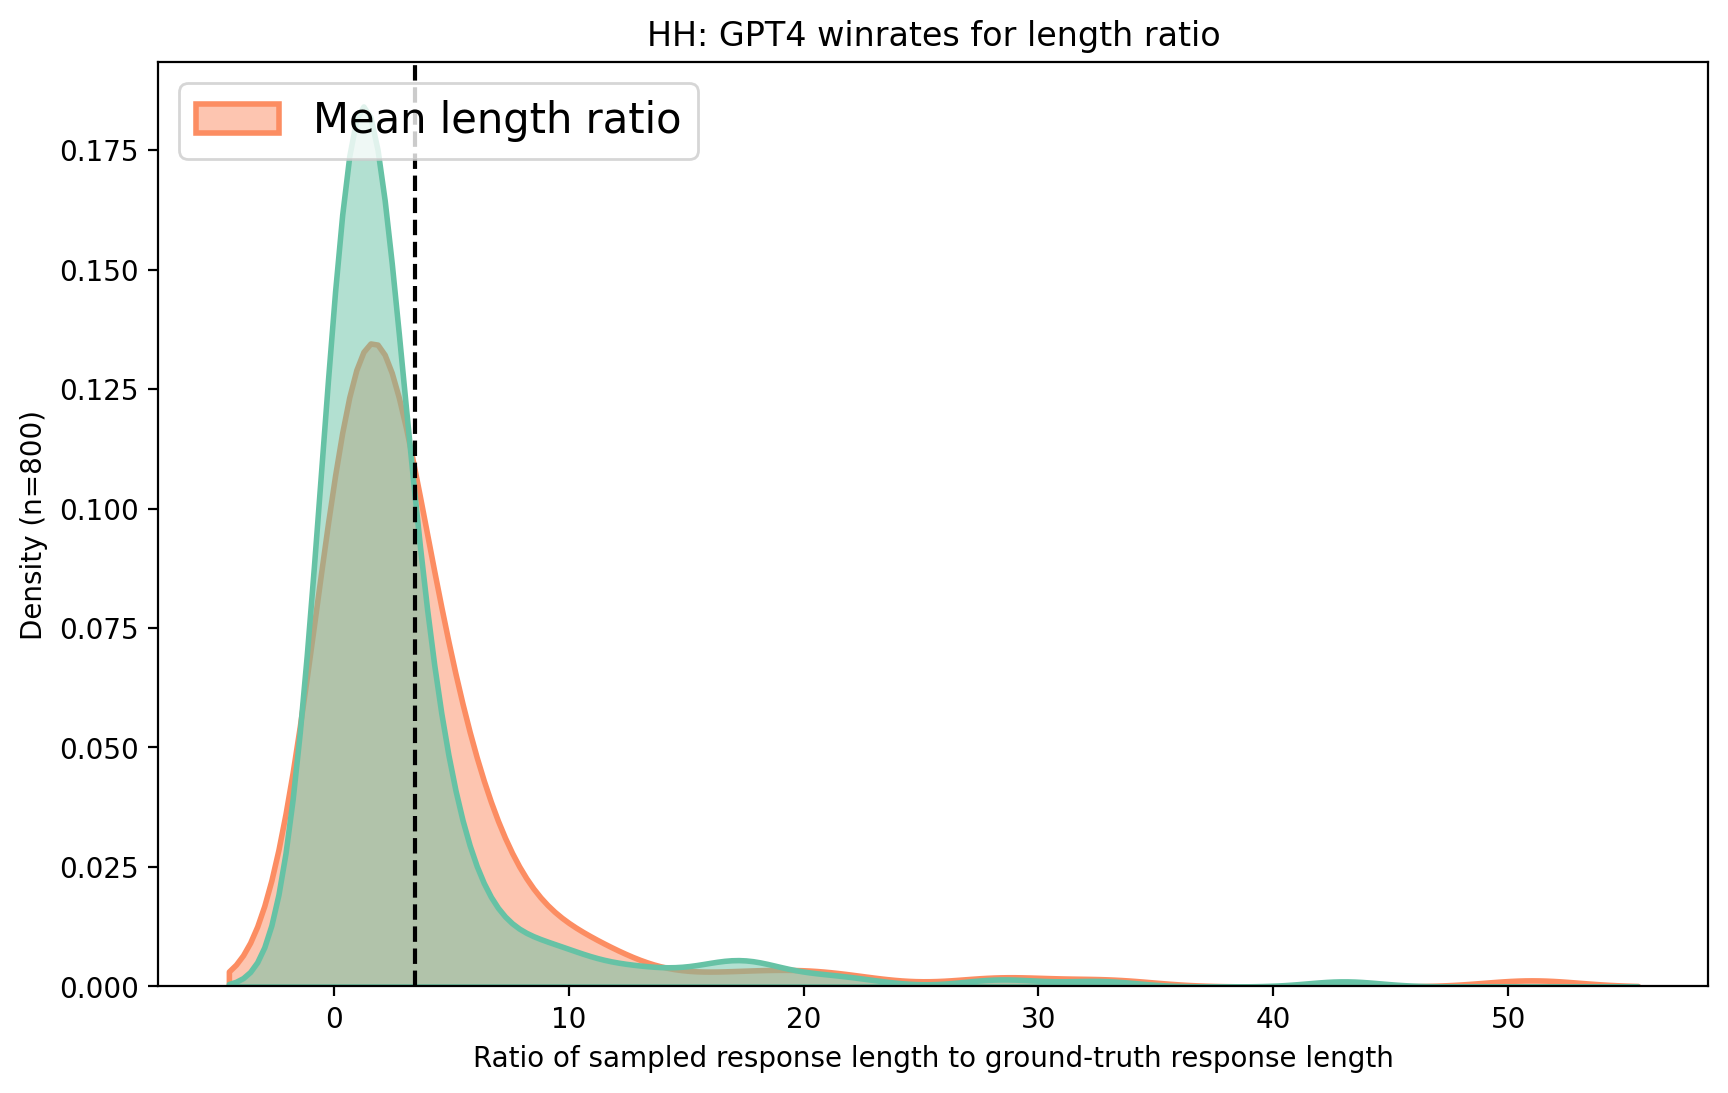 HH: GPT4 winrates for length ratio
Mean length ratio
0.175
0.150
0.125
0.100
0.075
0.050
0.025
0.000
Density (n=800)
0 10 20 30 40 50
Ratio of sampled response length to ground-truth response length